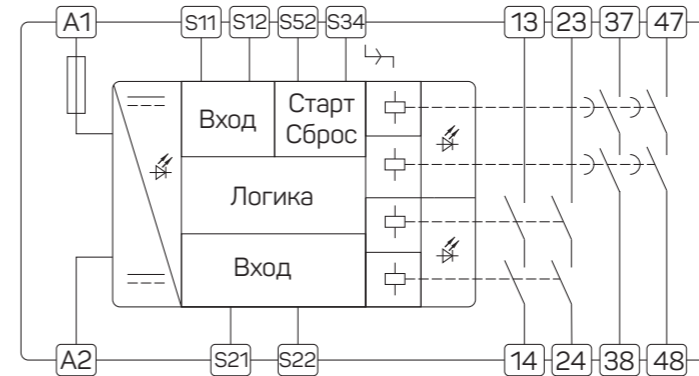 A1 S11 S12 S52 S34 13 23 37 47
Вход
Старт
Сброс
Логика
Вход
A2 S21 S22 14 24 38 48